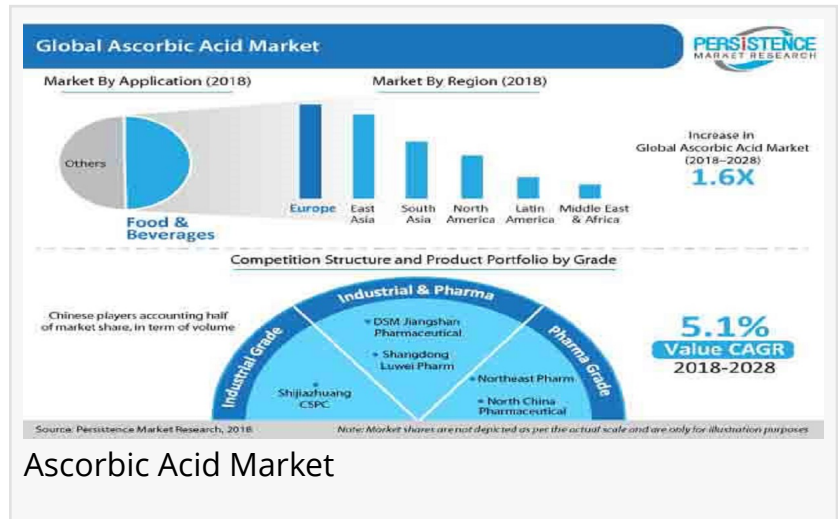 Global Ascorbic Acid Market
PERSISTENCE
MARKET RESEARCH
Market By Application (2018)
Market By Region (2018)
Others
Food &
Beverages
Europe
East
Asia
South
Asia
North
America
Latin
America
Middle East
& Africa
Increase in
Global Ascorbic Acid Market
(2018-2028)
1.6X
Competition Structure and Product Portfolio by Grade
Chinese players accounting half
of market share, in term of volume
Industrial Grade
Industrial & Pharma
Pharma Grade
Shijiazhuang
CSPC
DSM Jiangshan
Pharmaceutical
Shangdong
Luwei Pharm
Northeast Pharm
North China
Pharmaceutical
5.1%
Value CAGR
2018-2028
Source: Persistence Market Research, 2018
Note: Market shares are not depicted as per the actual scale and are only for illustration purposes
Ascorbic Acid Market